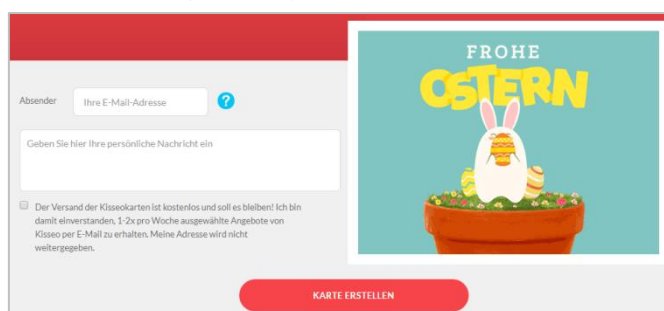 FROHE
OSTERN
Absender
Ihre E-Mail-Adresse
?
Geben Sie hier Ihre persönliche Nachricht ein
Der Versand der Kisseokarten ist kostenlos und soll es bleiben! Ich bin
damit einverstanden, 1-2x pro Woche ausgewählte Angebote von
Kisseo per E-Mail zu erhalten. Meine Adresse wird nicht
weitergegeben.
KARTE ERSTELLEN